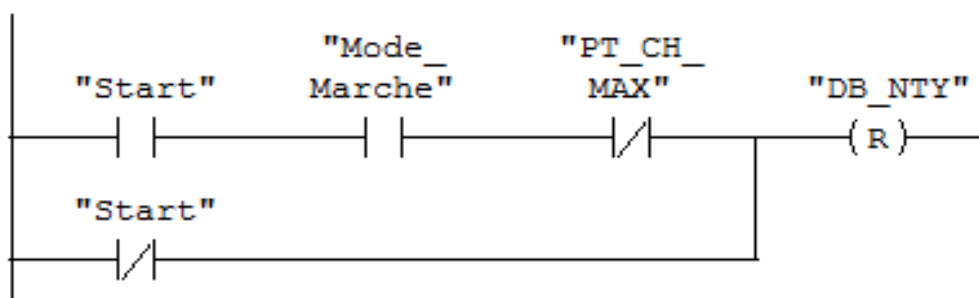 "Mode_
"PT_CH_
"Start"
Marche"
MAX"
"DB_NTY"
R
"Start"